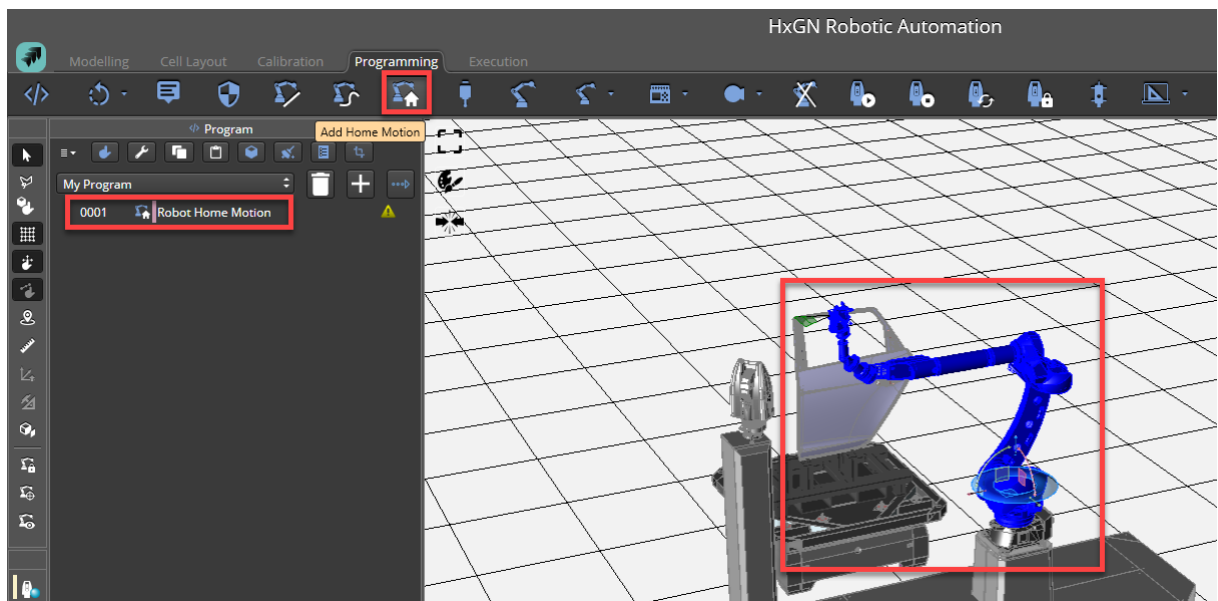 HxGN Robotic Automation
Modelling Cell Layout Calibration Programming Execution
Program
Add Home Motion
My Program
0001 Robot Home Motion